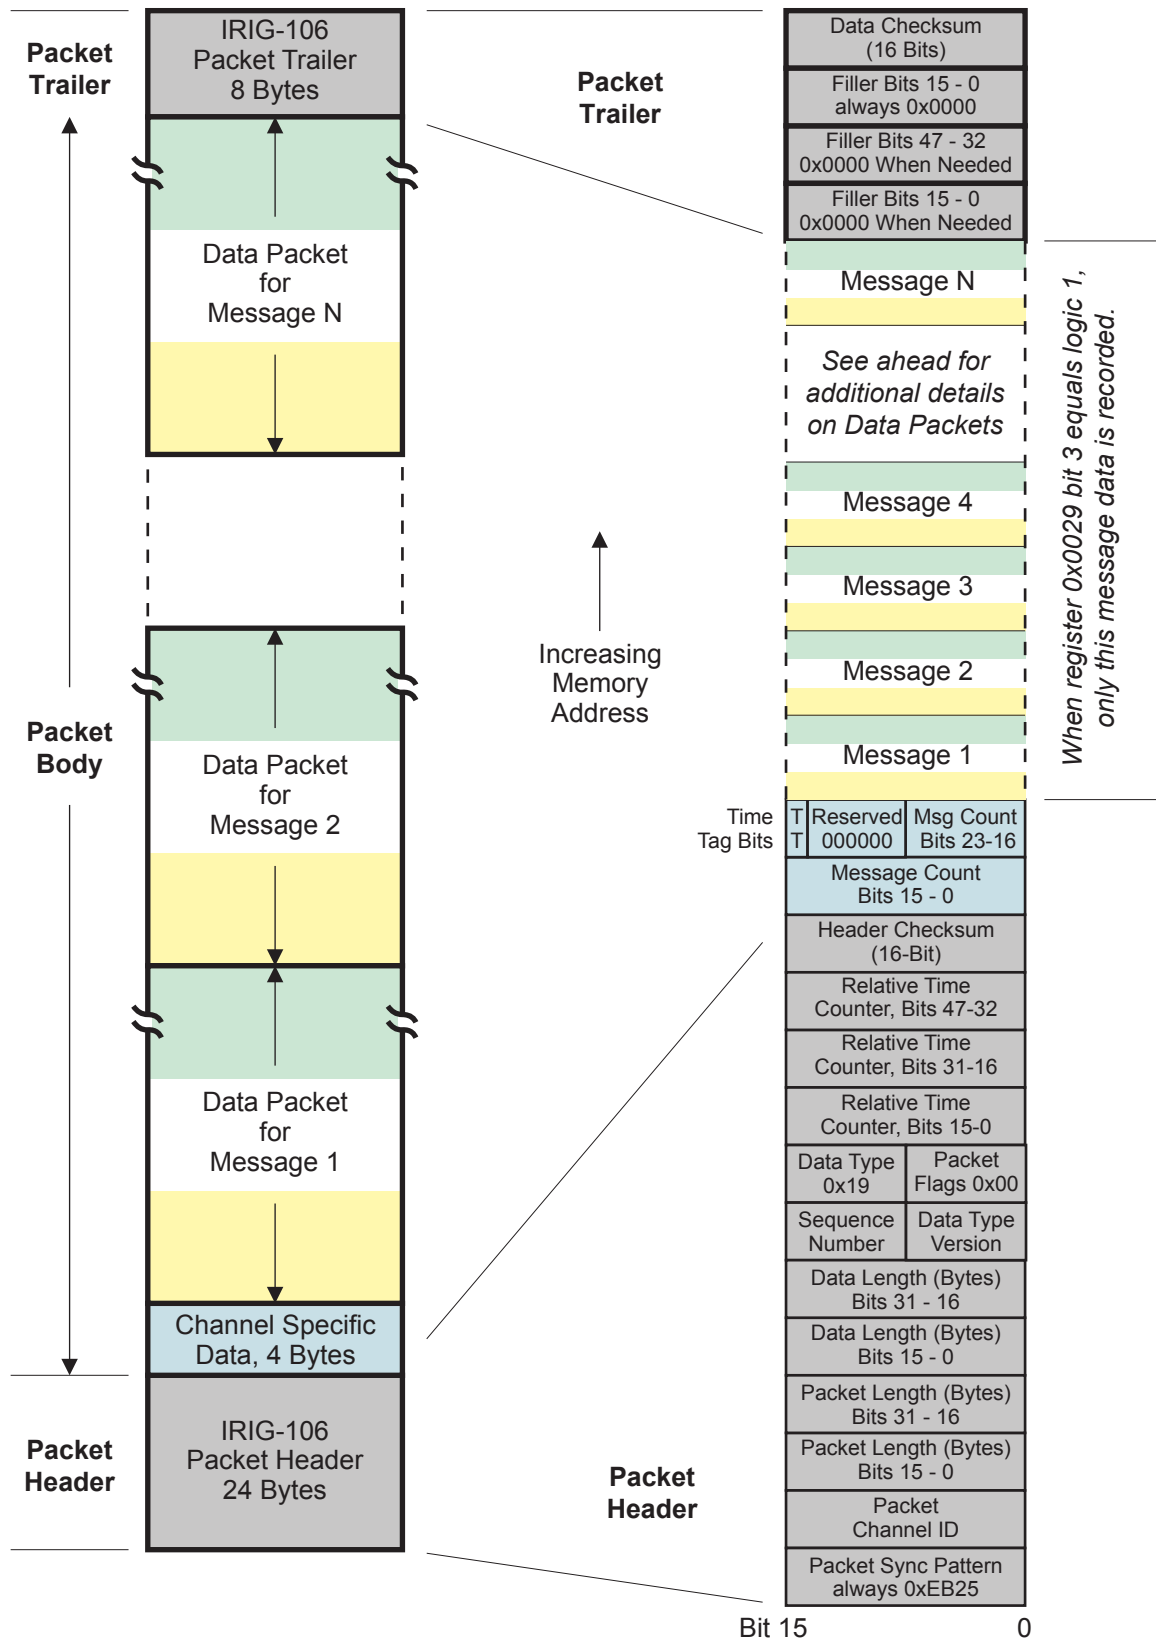 Packet
Trailer
IRIG-106
Packet Trailer
8 Bytes
Data Packet
for
Message N
Packet
Body
Data Packet
for
Message 2
Data Packet
for
Message 1
Channel Specific
Data, 4 Bytes
Packet
Header
IRIG-106
Packet Header
24 Bytes
Increasing
Memory
Address
Packet
Trailer
Data Checksum
(16 Bits)
Filler Bits 15 - 0
always 0x0000
Filler Bits 47 - 32
0x0000 When Needed
Filler Bits 15 - 0
0x0000 When Needed
Message N
See ahead for
additional details
on Data Packets
Message 4
Message 3
Message 2
Message 1
When register 0x0029 bit 3 equals logic 1,
only this message data is recorded.
Time
Tag Bits
T
T
Reserved
000000
Msg Count
Bits 23-16
Message Count
Bits 15 - 0
Header Checksum
(16-Bit)
Relative Time
Counter, Bits 47-32
Relative Time
Counter, Bits 31-16
Relative Time
Counter, Bits 15-0
Data Type
0x19
Packet
Flags 0x00
Sequence
Number
Data Type
Version
Data Length (Bytes)
Bits 31 - 16
Data Length (Bytes)
Bits 15 - 0
Packet Length (Bytes)
Bits 31 - 16
Packet Length (Bytes)
Bits 15 - 0
Packet
Header
Packet
Channel ID
Packet Sync Pattern
always 0xEB25
Bit 15
0